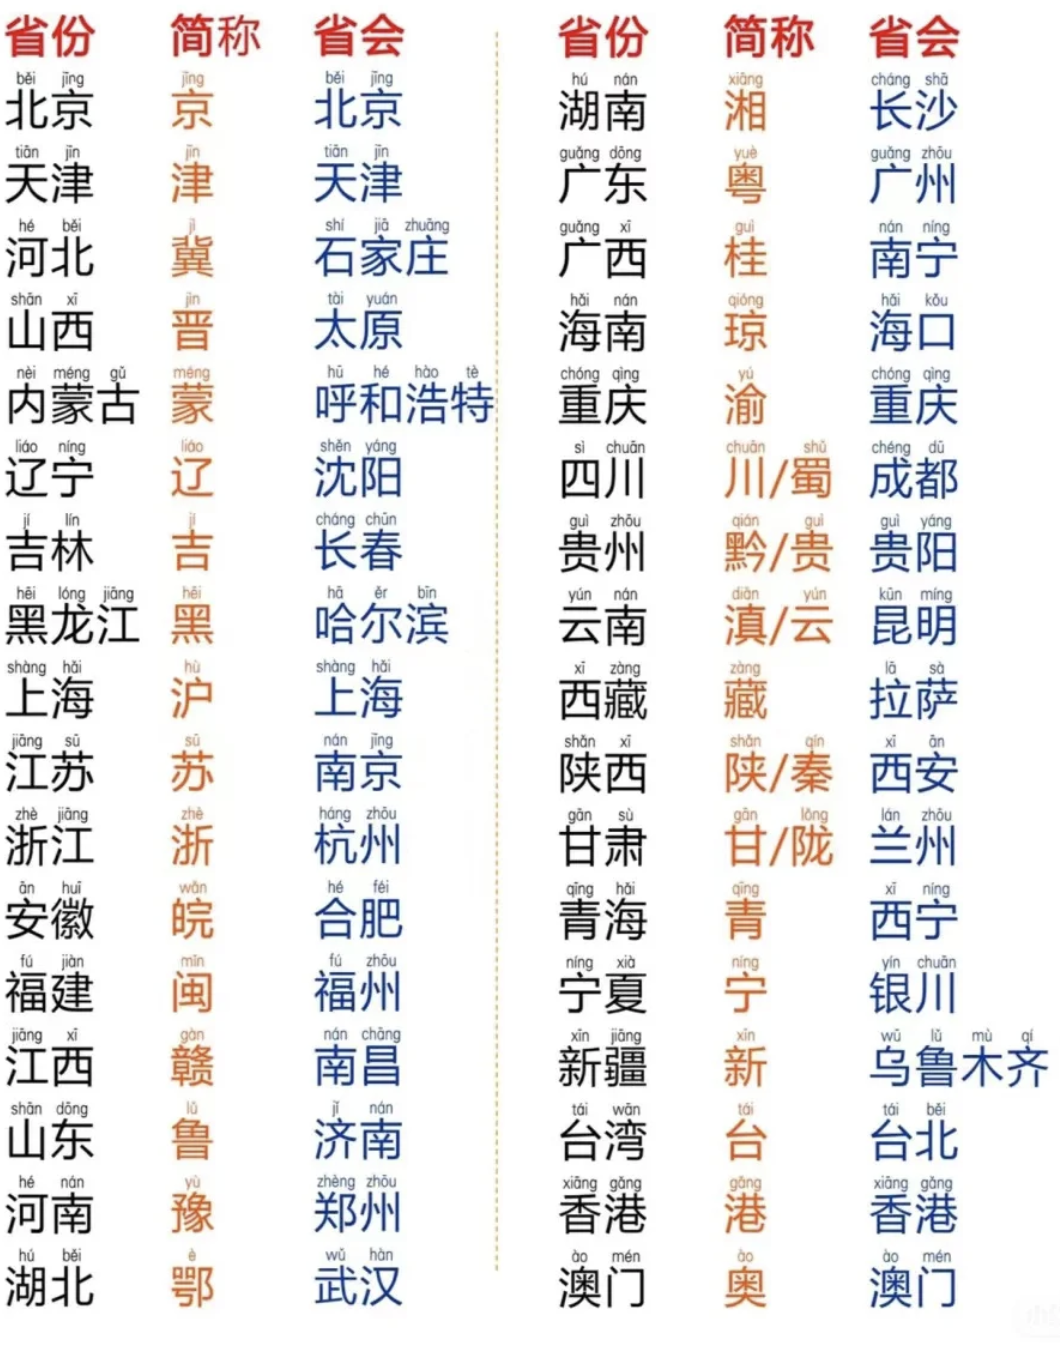 省份 简称 省会
běi jīng jīng běi jīng
北京 京 北京
tiān jīn jīn tiān jīn
天津 津 天津
hé běi jì shí jiā zhuāng
河北 冀 石家庄
shān xī jìn tài yuán
山西 晋 太原
nèi méng gǔ méng hū hé hào tè
内蒙古 蒙 呼和浩特
liáo níng liáo shěn yáng
辽宁 辽 沈阳
jí lín jí cháng chūn
吉林 吉 长春
hēi lóng jiāng hēi hā ěr bīn
黑龙江 黑 哈尔滨
shàng hǎi hù shàng hǎi
上海 沪 上海
jiāng sū sū nán jīng
江苏 苏 南京
zhè jiāng zhè háng zhōu
浙江 浙 杭州
ān huī wǎn hé féi
安徽 皖 合肥
fú jiàn mǐn fú zhōu
福建 闽 福州
jiāng xī gàn nán chāng
江西 赣 南昌
shān dōng lǔ jǐ nán
山东 鲁 济南
hé nán yù zhèng zhōu
河南 豫 郑州
hú běi è wǔ hàn
湖北 鄂 武汉
省份 简称 省会
hú nán xiāng cháng shā
湖南 湘 长沙
guǎng dōng yuè guǎng zhōu
广东 粤 广州
guǎng xī guì nán níng
广西 桂 南宁
hǎi nán qióng hǎi kǒu
海南 琼 海口
chóng qìng yú chóng qìng
重庆 渝 重庆
sì chuān chuān shǔ chéng dū
四川 川/蜀 成都
guì zhōu qián guì guì yáng
贵州 黔/贵 贵阳
yún nán diān yún kūn míng
云南 滇/云 昆明
xī zàng zàng lā sà
西藏 藏 拉萨
shǎn xī shǎn qín xī ān
陕西 陕/秦 西安
gān sù gān lǒng lán zhōu
甘肃 甘/陇 兰州
qīng hǎi qīng xī níng
青海 青 西宁
níng xià níng yín chuān
宁夏 宁 银川
xīn jiāng xīn wū lǔ mù qí
新疆 新 乌鲁木齐
tái wān tái tái běi
台湾 台 台北
xiāng gǎng gǎng xiāng gǎng
香港 港 香港
ào mén ào ào mén
澳门 奥 澳门